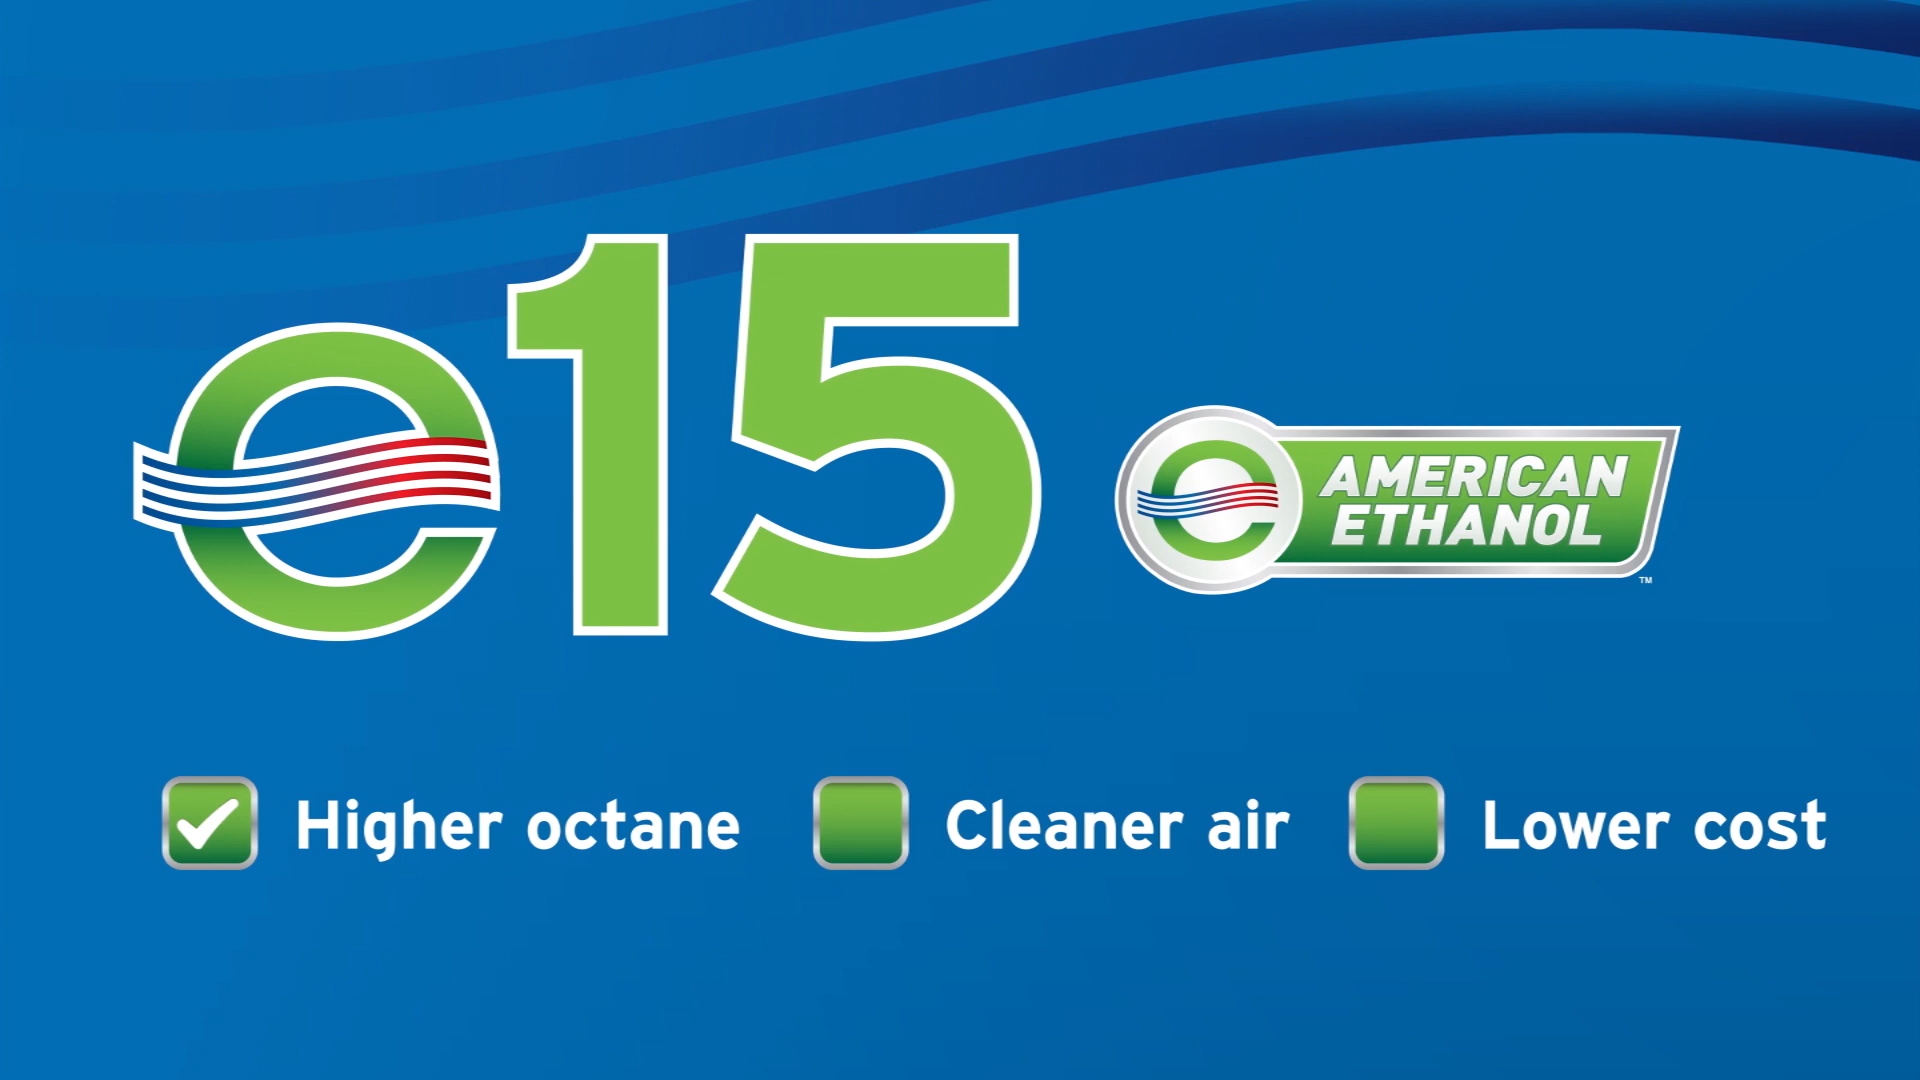 e15
AMERICAN
ETHANOL
™
Higher octane
Cleaner air
Lower cost